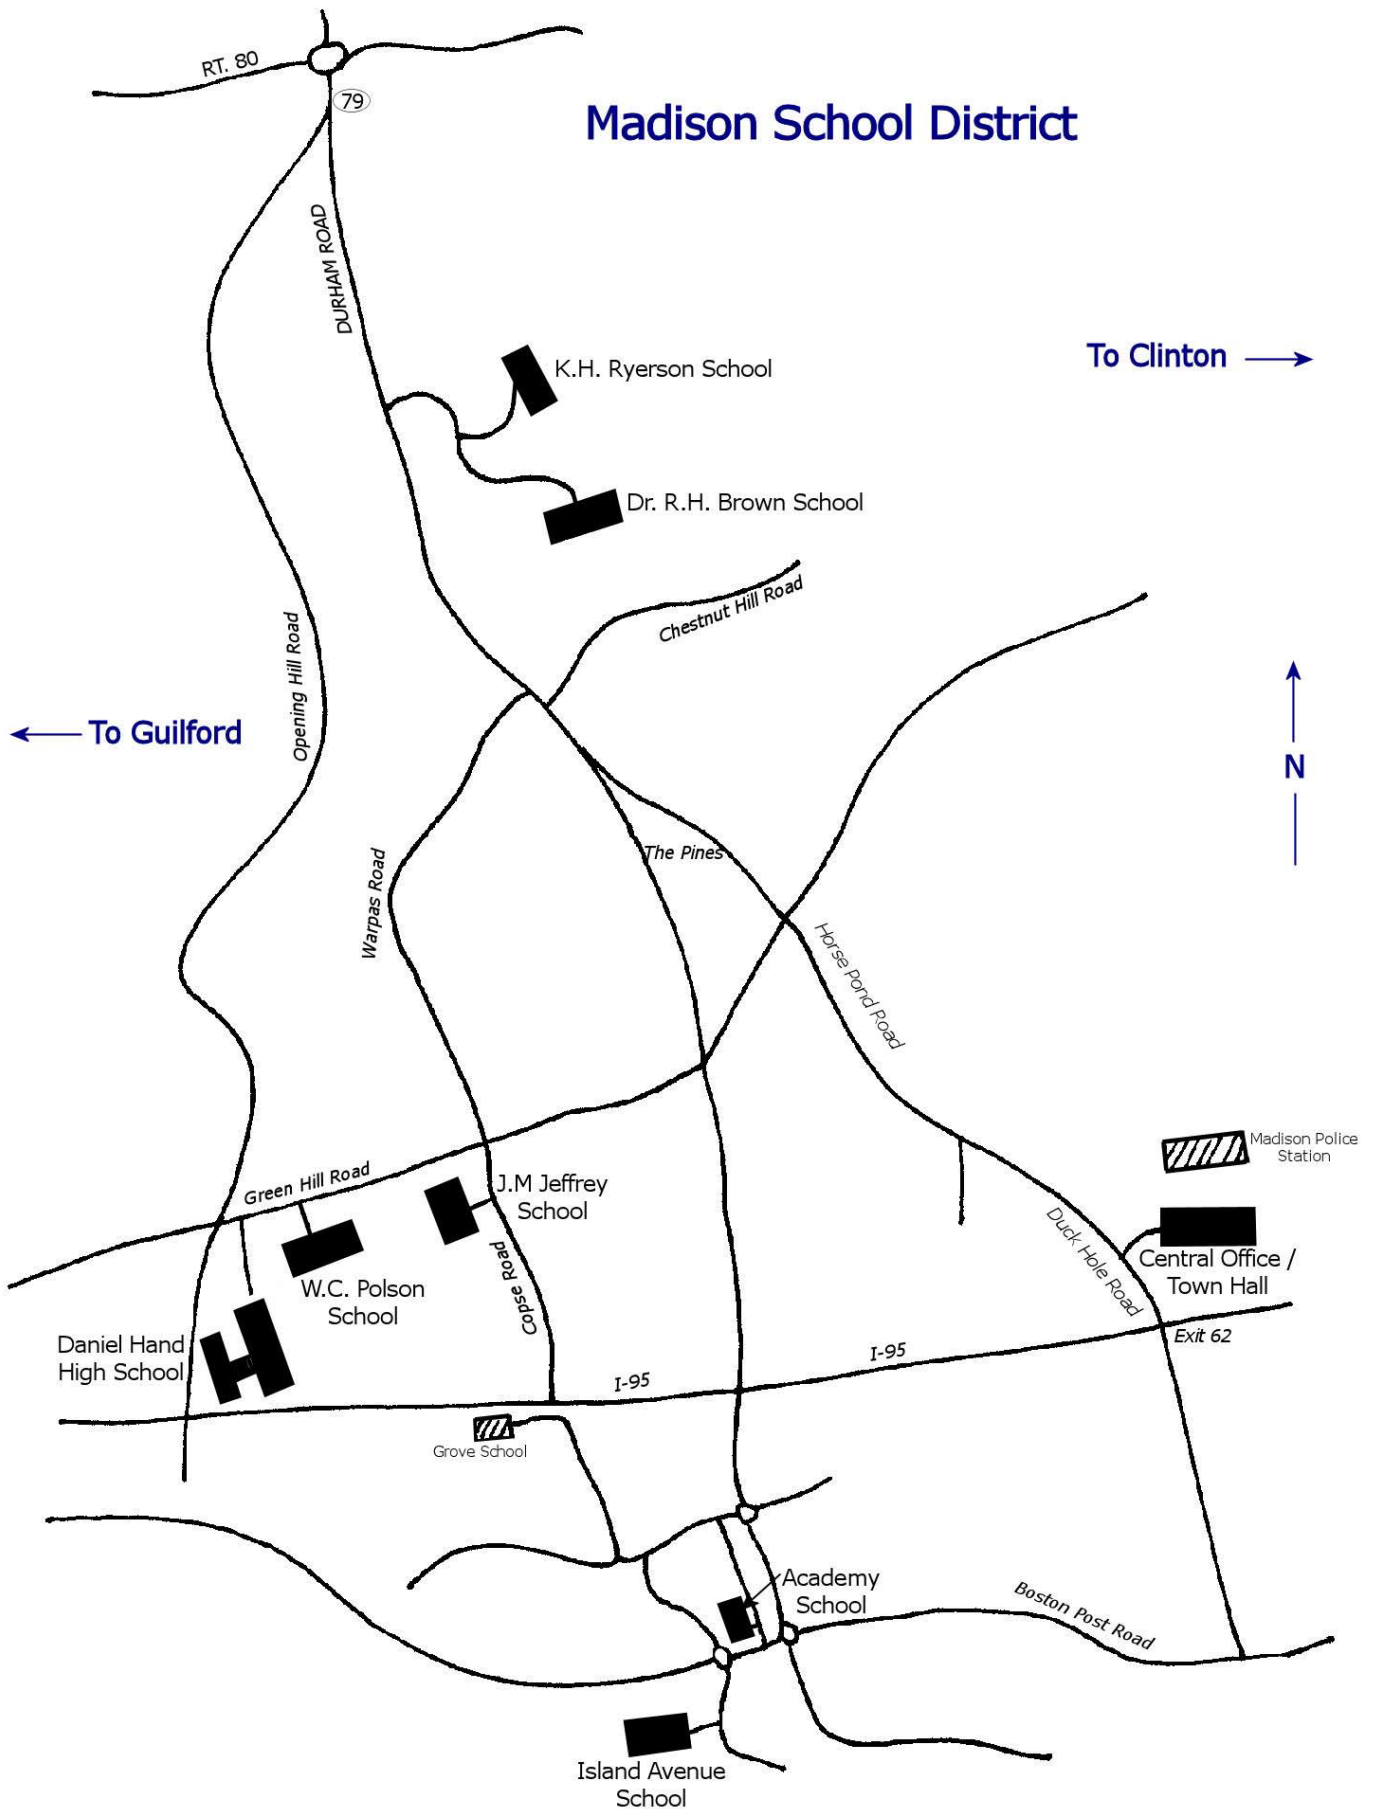 RT. 80
79
Madison School District
DURHAM ROAD
To Clinton
K.H. Ryerson School
Dr. R.H. Brown School
Chestnut Hill Road
Opening Hill Road
To Guilford
N
Warpas Road
The Pines
Horse Pond Road
Madison Police
Station
Green Hill Road
J.M Jeffrey
School
Duck Hole Road
Central Office /
Town Hall
Copse Road
W.C. Polson
School
Daniel Hand
High School
Exit 62
I-95
I-95
Grove School
Academy
School
Boston Post Road
Island Avenue
School